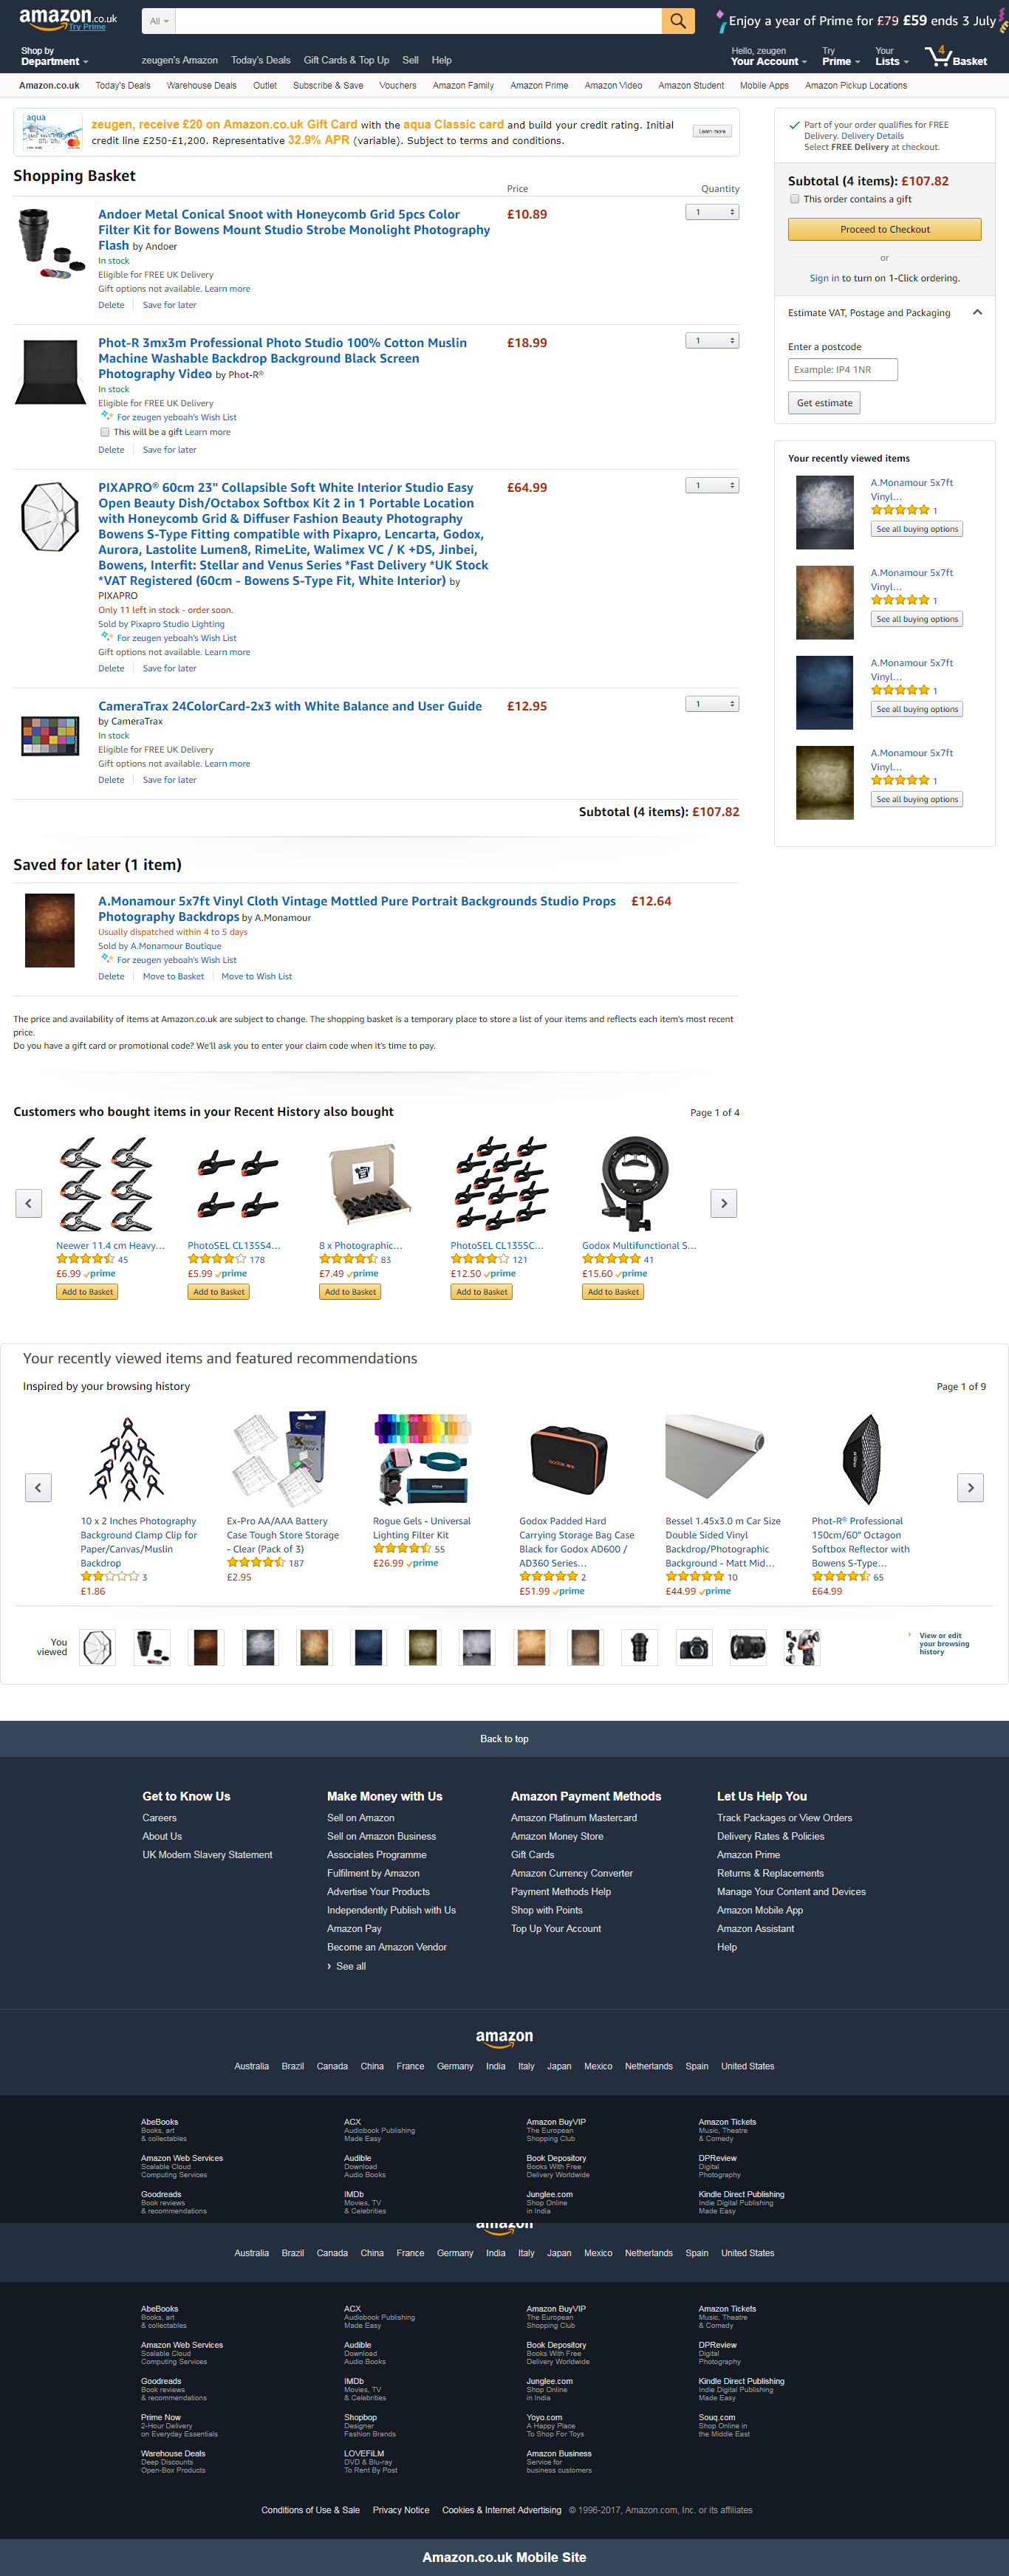 amazon.co.uk
Try Prime
All
Enjoy a year of Prime for £79 £59 ends 3 July
Shop by
Department
zeugen's Amazon Today's Deals Gift Cards & Top Up Sell Help
Hello, zeugen
Your Account
Try
Prime
Your
Lists
4
Basket
Amazon.co.uk Today's Deals Warehouse Deals Outlet Subscribe & Save Vouchers Amazon Family Amazon Prime Amazon Video Amazon Student Mobile Apps Amazon Pickup Locations
aqua
zeugen, receive £20 on Amazon.co.uk Gift Card with the aqua Classic card and build your credit rating. Initial
credit line £250-£1,200. Representative 32.9% APR (variable). Subject to terms and conditions.
Learn more
Shopping Basket
Price Quantity
Andoer Metal Conical Snoot with Honeycomb Grid 5pcs Color
Filter Kit for Bowens Mount Studio Strobe Monolight Photography
Flash by Andoer
£10.89
1
In stock
Eligible for FREE UK Delivery
Gift options not available. Learn more
Delete Save for later
Phot-R 3mx3m Professional Photo Studio 100% Cotton Muslin
Machine Washable Backdrop Background Black Screen
Photography Video by Phot-R®
£18.99
1
In stock
Eligible for FREE UK Delivery
For zeugen yeboah's Wish List
This will be a gift Learn more
Delete Save for later
PIXAPRO® 60cm 23" Collapsible Soft White Interior Studio Easy
Open Beauty Dish/Octabox Softbox Kit 2 in 1 Portable Location
with Honeycomb Grid & Diffuser Fashion Beauty Photography
Bowens S-Type Fitting compatible with Pixapro, Lencarta, Godox,
Aurora, Lastolite Lumen8, RimeLite, Walimex VC / K +DS, Jinbei,
Bowens, Interfit: Stellar and Venus Series *Fast Delivery *UK Stock
*VAT Registered (60cm - Bowens S-Type Fit, White Interior) by
PIXAPRO
£64.99
1
Only 11 left in stock - order soon.
Sold by Pixapro Studio Lighting
For zeugen yeboah's Wish List
Gift options not available. Learn more
Delete Save for later
CameraTrax 24ColorCard-2x3 with White Balance and User Guide
by CameraTrax
£12.95
1
In stock
Eligible for FREE UK Delivery
Gift options not available. Learn more
Delete Save for later
Subtotal (4 items): £107.82
Part of your order qualifies for FREE
Delivery. Delivery Details
Select FREE Delivery at checkout.
Subtotal (4 items): £107.82
This order contains a gift
Proceed to Checkout
or
Sign in to turn on 1-Click ordering.
Estimate VAT, Postage and Packaging
Enter a postcode
Example: IP4 1NR
Get estimate
Your recently viewed items
A.Monamour 5x7ft
Vinyl...
1
See all buying options
A.Monamour 5x7ft
Vinyl...
1
See all buying options
A.Monamour 5x7ft
Vinyl...
1
See all buying options
A.Monamour 5x7ft
Vinyl...
1
See all buying options
Saved for later (1 item)
A.Monamour 5x7ft Vinyl Cloth Vintage Mottled Pure Portrait Backgrounds Studio Props
Photography Backdrops by A.Monamour
£12.64
Usually dispatched within 4 to 5 days
Sold by A.Monamour Boutique
For zeugen yeboah's Wish List
Delete Move to Basket Move to Wish List
The price and availability of items at Amazon.co.uk are subject to change. The shopping basket is a temporary place to store a list of your items and reflects each item's most recent
price.
Do you have a gift card or promotional code? We'll ask you to enter your claim code when it's time to pay.
Customers who bought items in your Recent History also bought
Page 1 of 4
Neewer 11.4 cm Heavy...
45
£6.99 prime
Add to Basket
PhotoSEL CL135S4...
178
£5.99 prime
Add to Basket
8 x Photographic...
83
£7.49 prime
Add to Basket
PhotoSEL CL135SC...
121
£12.50 prime
Add to Basket
Godox Multifunctional S...
41
£15.60 prime
Add to Basket
Your recently viewed items and featured recommendations
Inspired by your browsing history
Page 1 of 9
10 x 2 Inches Photography
Background Clamp Clip for
Paper/Canvas/Muslin
Backdrop
3
£1.86
Ex-Pro AA/AAA Battery
Case Tough Store Storage
- Clear (Pack of 3)
187
£2.95
Rogue Gels - Universal
Lighting Filter Kit
55
£26.99 prime
Godox Padded Hard
Carrying Storage Bag Case
Black for Godox AD600 /
AD360 Series...
2
£51.99 prime
Bessel 1.45x3.0 m Car Size
Double Sided Vinyl
Backdrop/Photographic
Background - Matt Mid...
10
£44.99 prime
Phot-R® Professional
150cm/60" Octagon
Softbox Reflector with
Bowens S-Type...
65
£64.99
You
viewed
View or edit
your browsing
history
Back to top
Get to Know Us
Careers
About Us
UK Modern Slavery Statement
Make Money with Us
Sell on Amazon
Sell on Amazon Business
Associates Programme
Fulfilment by Amazon
Advertise Your Products
Independently Publish with Us
Amazon Pay
Become an Amazon Vendor
› See all
Amazon Payment Methods
Amazon Platinum Mastercard
Amazon Money Store
Gift Cards
Amazon Currency Converter
Payment Methods Help
Shop with Points
Top Up Your Account
Let Us Help You
Track Packages or View Orders
Delivery Rates & Policies
Amazon Prime
Returns & Replacements
Manage Your Content and Devices
Amazon Mobile App
Amazon Assistant
Help
amazon
Australia Brazil Canada China France Germany India Italy Japan Mexico Netherlands Spain United States
AbeBooks
Books, art
& collectables
ACX
Audiobook Publishing
Made Easy
Amazon BuyVIP
The European
Shopping Club
Amazon Tickets
Music, Theatre
& Comedy
Amazon Web Services
Scalable Cloud
Computing Services
Audible
Download
Audio Books
Book Depository
Books With Free
Delivery Worldwide
DPReview
Digital
Photography
Goodreads
Book reviews
& recommendations
IMDb
Movies, TV
& Celebrities
Junglee.com
Shop Online
in India
Kindle Direct Publishing
Indie Digital Publishing
Made Easy
amazon
Australia Brazil Canada China France Germany India Italy Japan Mexico Netherlands Spain United States
AbeBooks
Books, art
& collectables
ACX
Audiobook Publishing
Made Easy
Amazon BuyVIP
The European
Shopping Club
Amazon Tickets
Music, Theatre
& Comedy
Amazon Web Services
Scalable Cloud
Computing Services
Audible
Download
Audio Books
Book Depository
Books With Free
Delivery Worldwide
DPReview
Digital
Photography
Goodreads
Book reviews
& recommendations
IMDb
Movies, TV
& Celebrities
Junglee.com
Shop Online
in India
Kindle Direct Publishing
Indie Digital Publishing
Made Easy
Prime Now
2-Hour Delivery
on Everyday Essentials
Shopbop
Designer
Fashion Brands
Yoyo.com
A Happy Place
To Shop For Toys
Souq.com
Shop Online in
the Middle East
Warehouse Deals
Deep Discounts
Open-Box Products
LOVEFiLM
DVD & Blu-ray
To Rent By Post
Amazon Business
Service for
business customers
Conditions of Use & Sale Privacy Notice Cookies & Internet Advertising © 1996-2017, Amazon.com, Inc. or its affiliates
Amazon.co.uk Mobile Site